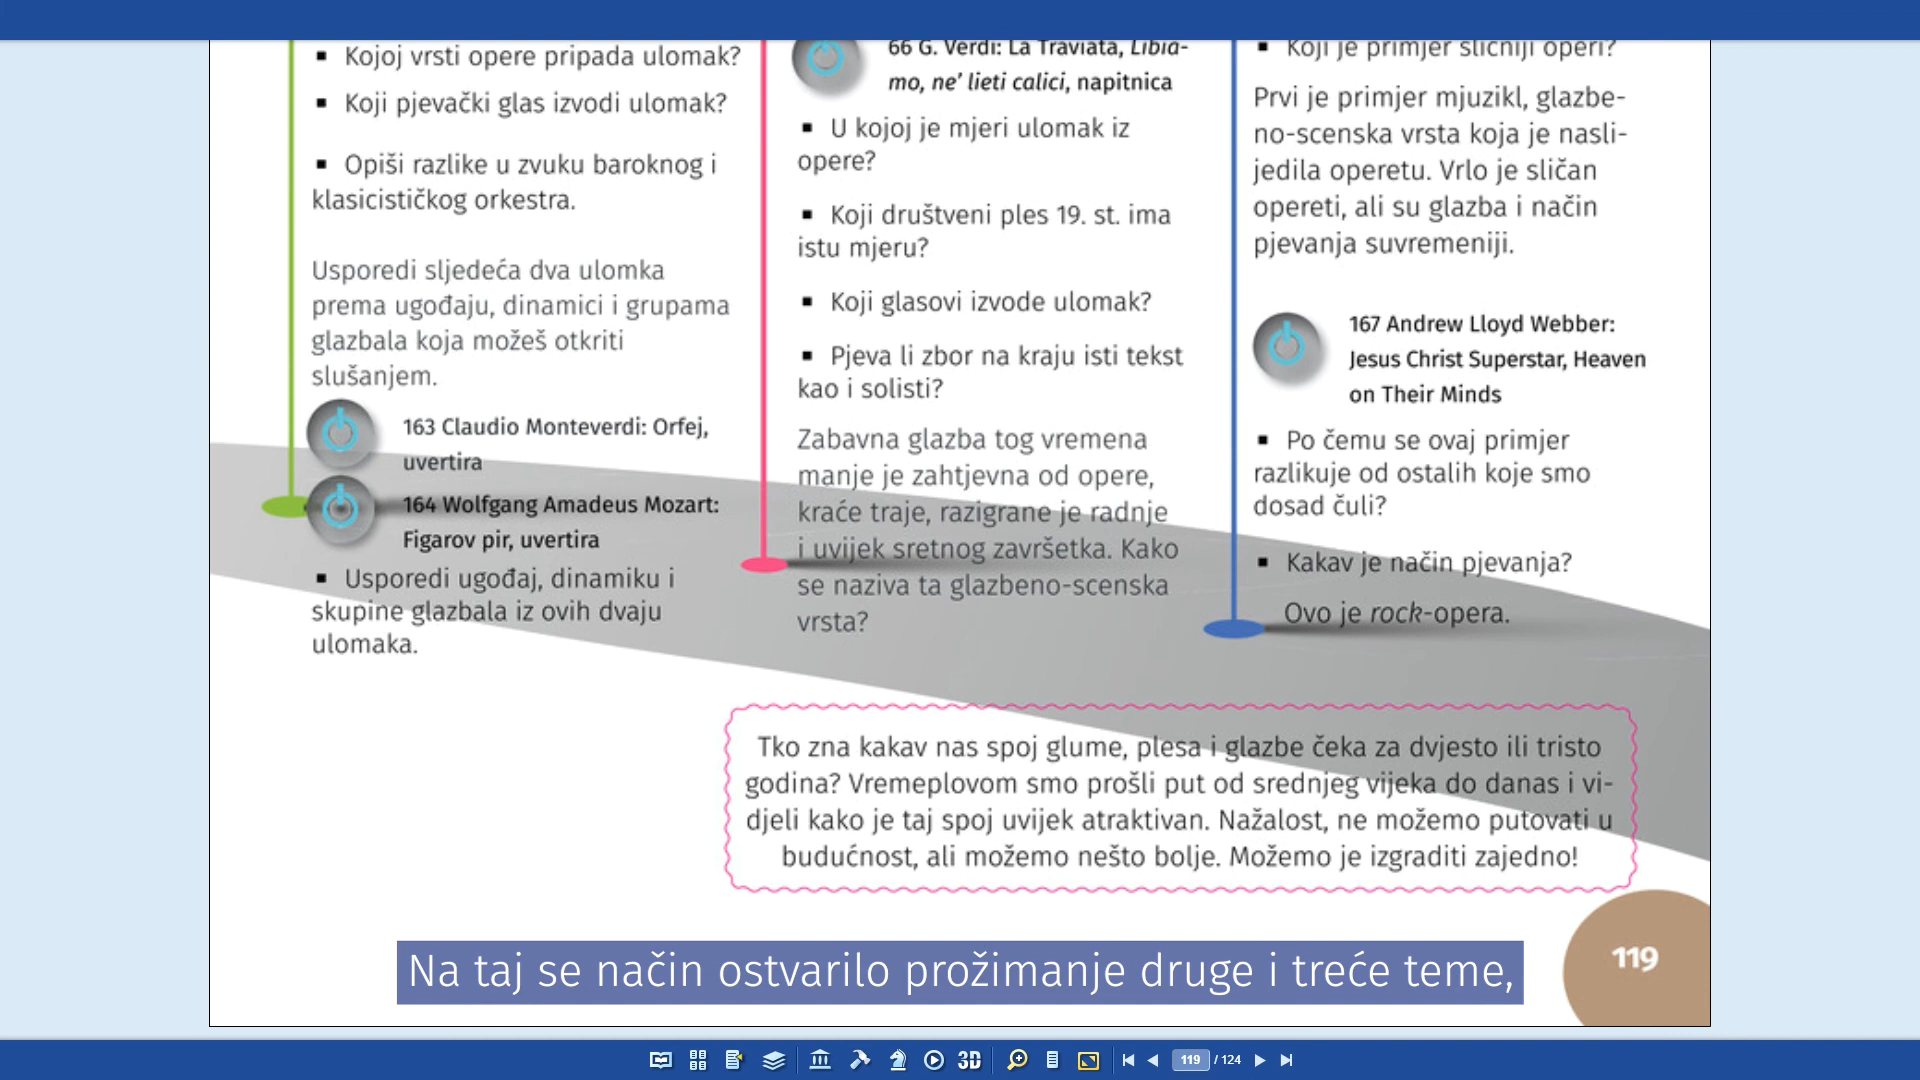 ▪ Kojoj vrsti opere pripada ulomak?
▪ Koji pjevački glas izvodi ulomak?
▪ Opiši razlike u zvuku baroknog i
klasicističkog orkestra.
Usporedi sljedeća dva ulomka
prema ugođaju, dinamici i grupama
glazbala koja možeš otkriti
slušanjem.
163 Claudio Monteverdi: Orfej,
uvertira
164 Wolfgang Amadeus Mozart:
Figarov pir, uvertira
▪ Usporedi ugođaj, dinamiku i
skupine glazbala iz ovih dvaju
ulomaka.
66 G. Verdi: La Traviata, Libia-
mo, ne’ lieti calici, napitnica
▪ U kojoj je mjeri ulomak iz
opere?
▪ Koji društveni ples 19. st. ima
istu mjeru?
▪ Koji glasovi izvode ulomak?
▪ Pjeva li zbor na kraju isti tekst
kao i solisti?
Zabavna glazba tog vremena
manje je zahtjevna od opere,
kraće traje, razigrane je radnje
i uvijek sretnog završetka. Kako
se naziva ta glazbeno-scenska
vrsta?
▪ Koji je primjer sličniji operi?
Prvi je primjer mjuzikl, glazbe-
no-scenska vrsta koja je nasli-
jedila operetu. Vrlo je sličan
opereti, ali su glazba i način
pjevanja suvremeniji.
167 Andrew Lloyd Webber:
Jesus Christ Superstar, Heaven
on Their Minds
▪ Po čemu se ovaj primjer
razlikuje od ostalih koje smo
dosad čuli?
▪ Kakav je način pjevanja?
Ovo je rock-opera.
Tko zna kakav nas spoj glume, plesa i glazbe čeka za dvjesto ili tristo
godina? Vremeplovom smo prošli put od srednjeg vijeka do danas i vi-
djeli kako je taj spoj uvijek atraktivan. Nažalost, ne možemo putovati u
budućnost, ali možemo nešto bolje. Možemo je izgraditi zajedno!
119
Na taj se način ostvarilo prožimanje druge i treće teme,
3D 119 / 124